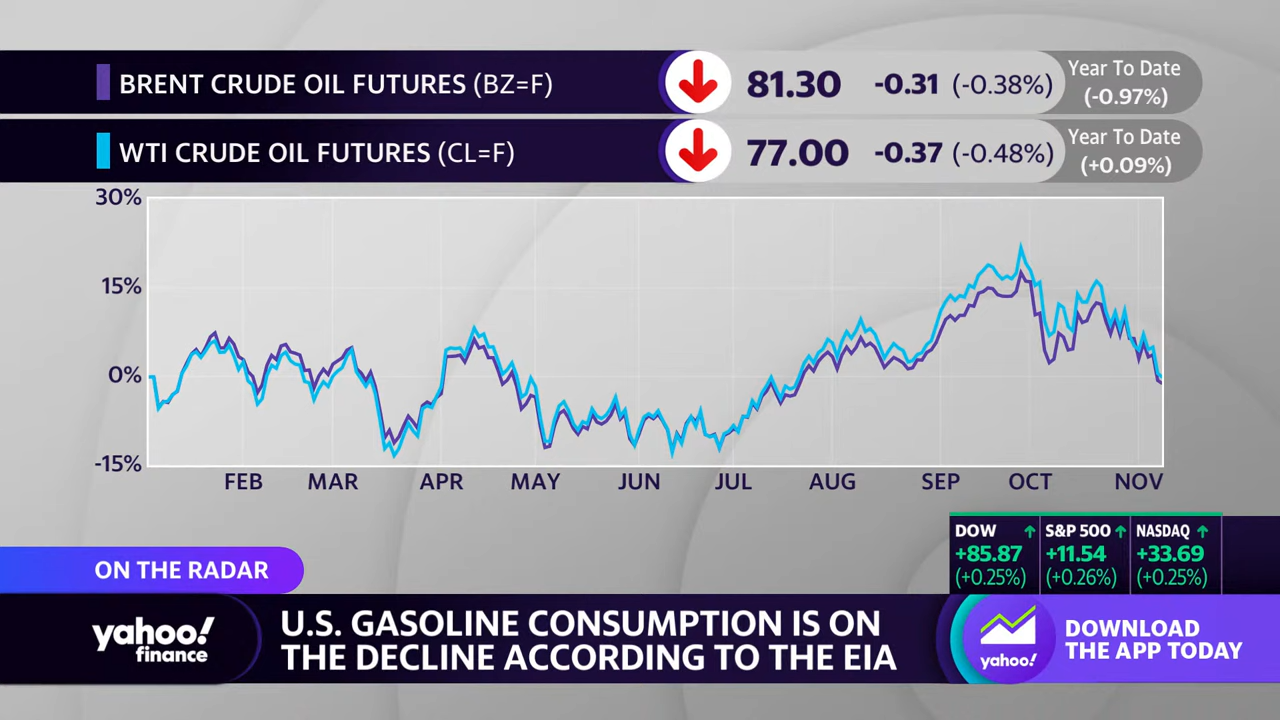 BRENT CRUDE OIL FUTURES (BZ=F) 81.30 -0.31 (-0.38%) Year To Date
(-0.97%)
WTI CRUDE OIL FUTURES (CL=F) 77.00 -0.37 (-0.48%) Year To Date
(+0.09%)
30%
15%
0%
-15%
FEB MAR APR MAY JUN JUL AUG SEP OCT NOV
DOW S&P 500 NASDAQ
+85.87 +11.54 +33.69
(+0.25%) (+0.26%) (+0.25%)
ON THE RADAR
yahoo!
finance
U.S. GASOLINE CONSUMPTION IS ON
THE DECLINE ACCORDING TO THE EIA
yahoo!
DOWNLOAD
THE APP TODAY